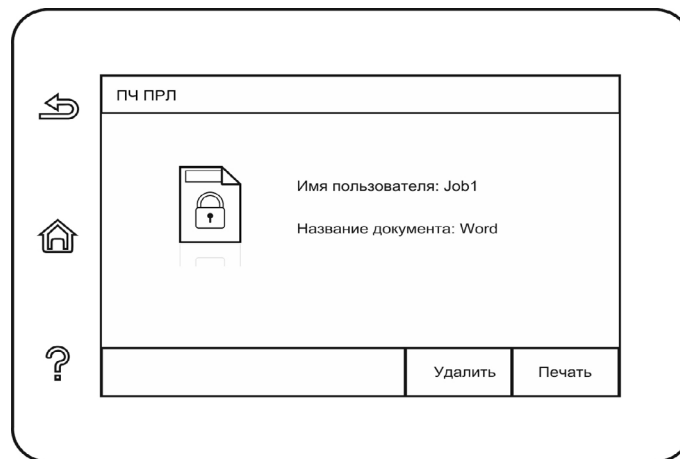 ПЧ ПРЛ
Имя пользователя: Job1
Название документа: Word
Удалить
Печать